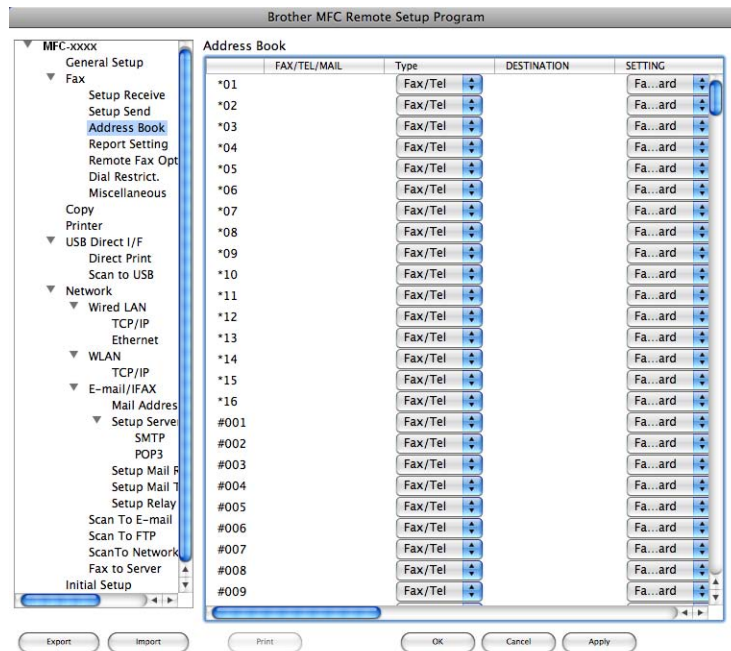 Brother MFC Remote Setup Program
MFC-xxxx
General Setup
Fax
Setup Receive
Setup Send
Address Book
Report Setting
Remote Fax Opt
Dial Restrict.
Miscellaneous
Copy
Printer
USB Direct I/F
Direct Print
Scan to USB
Network
Wired LAN
TCP/IP
Ethernet
WLAN
TCP/IP
E-mail/IFAX
Mail Addres
Setup Server
SMTP
POP3
Setup Mail R
Setup Mail T
Setup Relay
Scan To E-mail
Scan To FTP
ScanTo Network
Fax to Server
Initial Setup
Address Book
FAX/TEL/MAIL Type DESTINATION SETTING
*01 Fax/Tel Fa...ard
*02 Fax/Tel Fa...ard
*03 Fax/Tel Fa...ard
*04 Fax/Tel Fa...ard
*05 Fax/Tel Fa...ard
*06 Fax/Tel Fa...ard
*07 Fax/Tel Fa...ard
*08 Fax/Tel Fa...ard
*09 Fax/Tel Fa...ard
*10 Fax/Tel Fa...ard
*11 Fax/Tel Fa...ard
*12 Fax/Tel Fa...ard
*13 Fax/Tel Fa...ard
*14 Fax/Tel Fa...ard
*15 Fax/Tel Fa...ard
*16 Fax/Tel Fa...ard
#001 Fax/Tel Fa...ard
#002 Fax/Tel Fa...ard
#003 Fax/Tel Fa...ard
#004 Fax/Tel Fa...ard
#005 Fax/Tel Fa...ard
#006 Fax/Tel Fa...ard
#007 Fax/Tel Fa...ard
#008 Fax/Tel Fa...ard
#009 Fax/Tel Fa...ard
Export Import Print OK Cancel Apply